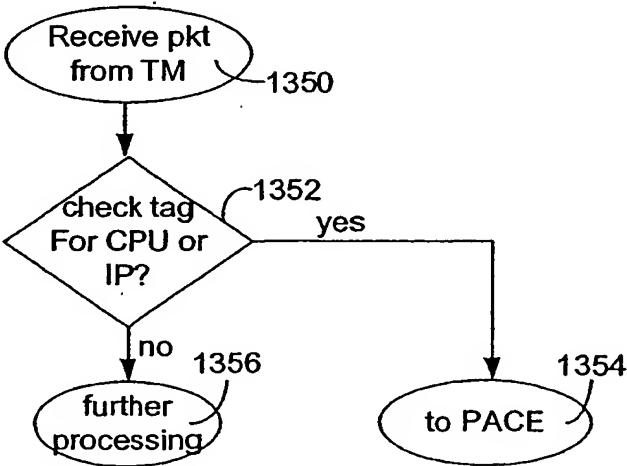 Receive pkt
from TM
1350
1352
check tag
For CPU or
IP?
yes
no
1356
1354
further
processing
to PACE